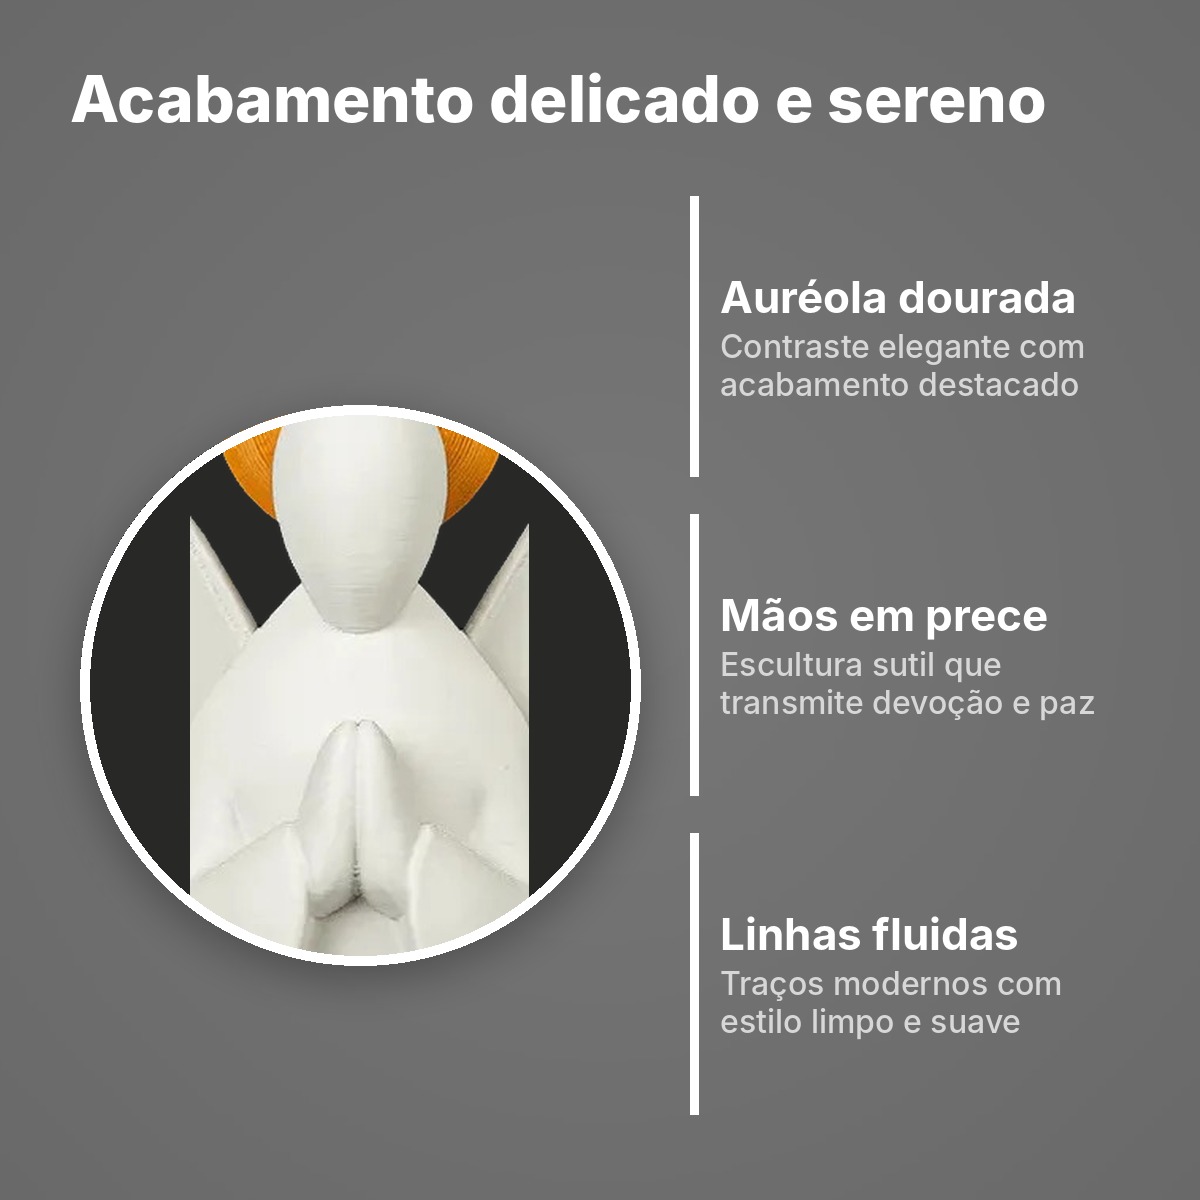 Acabamento delicado e sereno
Auréola dourada
Contraste elegante com
acabamento destacado
Mãos em prece
Escultura sutil que
transmite devoção e paz
Linhas fluidas
Traços modernos com
estilo limpo e suave